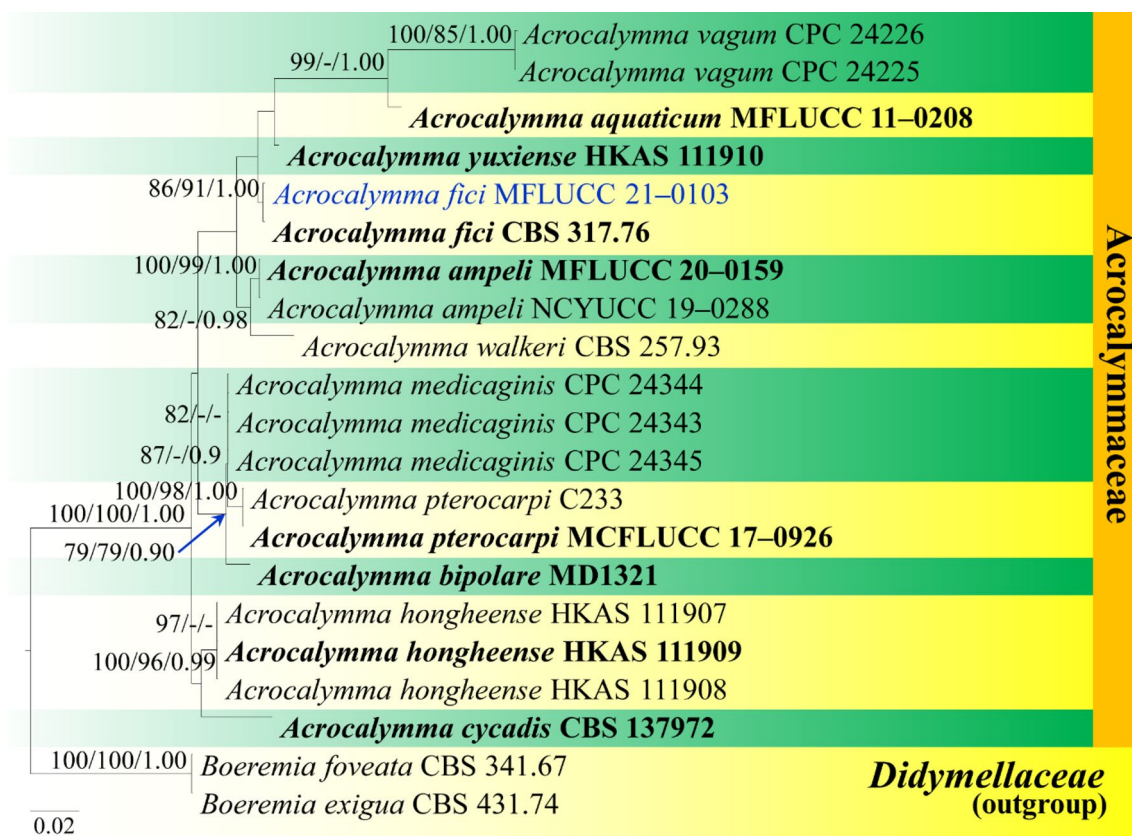 100/85/1.00
Acrocalymma vagum CPC 24226
99/-/1.00
Acrocalymma vagum CPC 24225
Acrocalymma aquaticum MFLUCC 11–0208
Acrocalymma yuxiense HKAS 111910
86/91/1.00
Acrocalymma fici MFLUCC 21–0103
Acrocalymma fici CBS 317.76
100/99/1.00
Acrocalymma ampeli MFLUCC 20–0159
Acrocalymma ampeli NCYUCC 19–0288
82/-/0.98
Acrocalymma walkeri CBS 257.93
Acrocalymma medicaginis CPC 24344
82/-/-
Acrocalymma medicaginis CPC 24343
87/-/0.9
Acrocalymma medicaginis CPC 24345
100/98/1.00
Acrocalymma pterocarpi C233
100/100/1.00
Acrocalymma pterocarpi MCFLUCC 17–0926
79/79/0.90
Acrocalymma bipolare MD1321
Acrocalymma hongheense HKAS 111907
97/-/-
Acrocalymma hongheense HKAS 111909
100/96/0.99
Acrocalymma hongheense HKAS 111908
Acrocalymma cycadis CBS 137972
Acrocalymmaceae
100/100/1.00
Boeremia foveata CBS 341.67
Boeremia exigua CBS 431.74
Didymellaceae
(outgroup)
0.02